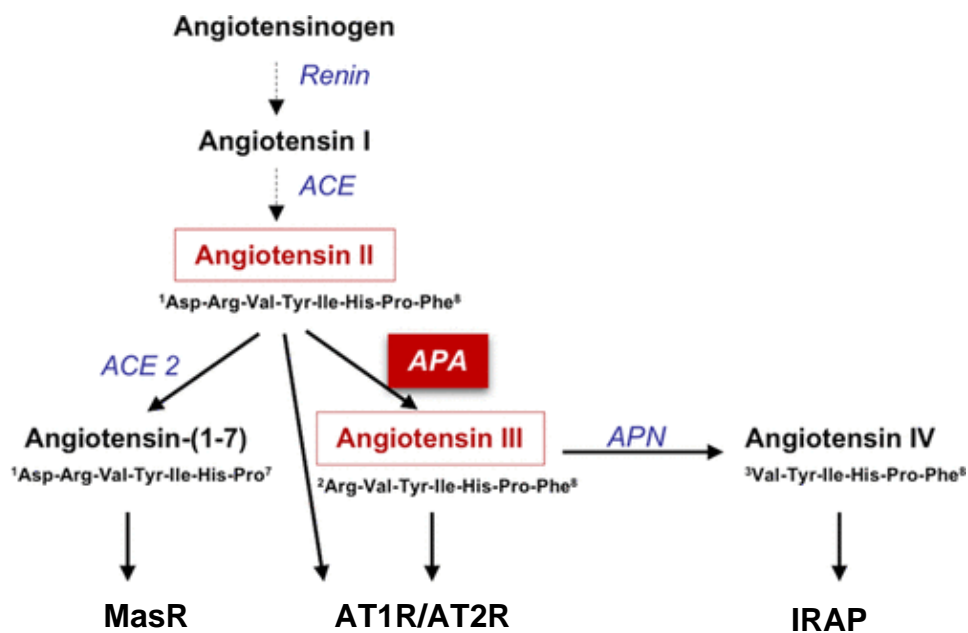 Angiotensinogen
Renin
Angiotensin I
ACE
Angiotensin II
¹Asp-Arg-Val-Tyr-Ile-His-Pro-Phe⁸
ACE 2
APA
Angiotensin-(1-7)
¹Asp-Arg-Val-Tyr-Ile-His-Pro⁷
Angiotensin III
²Arg-Val-Tyr-Ile-His-Pro-Phe⁸
APN
Angiotensin IV
³Val-Tyr-Ile-His-Pro-Phe⁸
MasR
AT1R/AT2R
IRAP